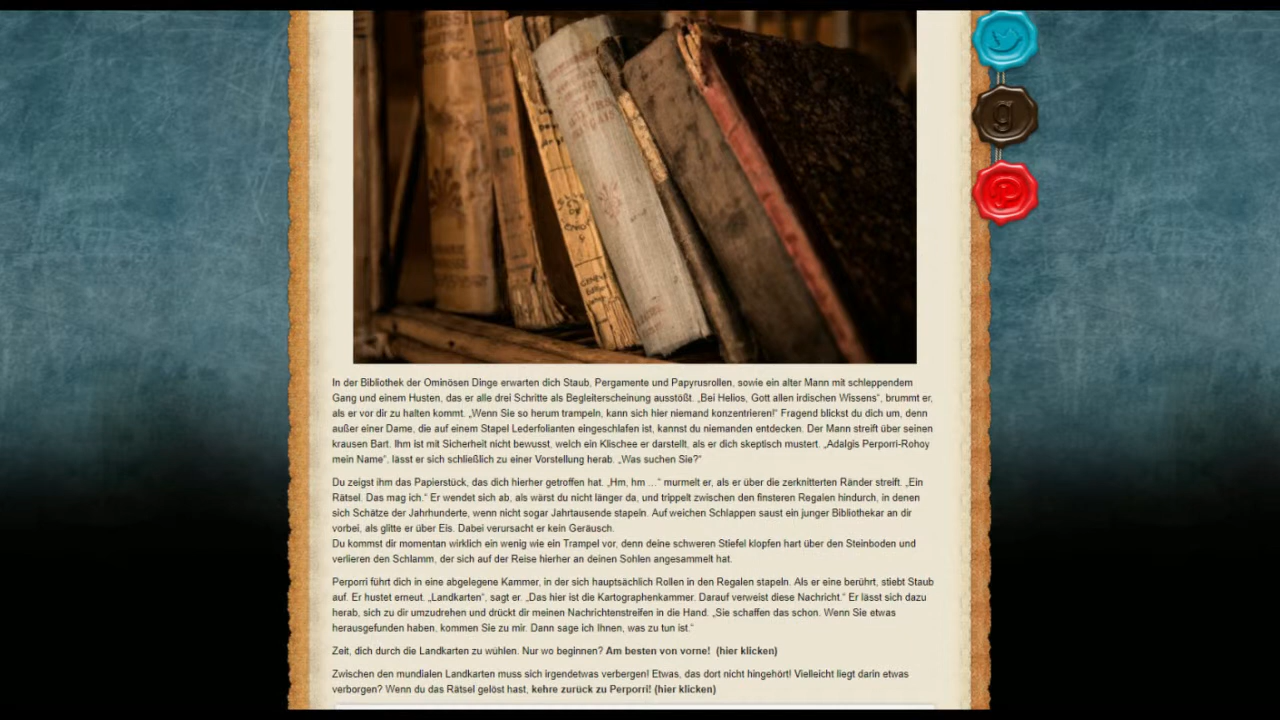 In der Bibliothek der Ominösen Dinge erwarten dich Staub, Pergamente und Papyrusrollen, sowie ein alter Mann mit schleppendem
Gang und einem Husten, das er alle drei Schritte als Begleiterscheinung ausstößt. „Bei Helios, Gott allen irdischen Wissens“, brummt er,
als er vor dir zu halten kommt. „Wenn Sie so herum trampeln, kann sich hier niemand konzentrieren!“ Fragend blickst du dich um, denn
außer einer Dame, die auf einem Stapel Lederfolianten eingeschlafen ist, kannst du niemanden entdecken. Der Mann streift über seinen
krausen Bart. Ihm ist mit Sicherheit nicht bewusst, welch ein Klischee er darstellt, als er dich skeptisch mustert. „Adalgis Perporri-Rohoy
mein Name“, lässt er sich schließlich zu einer Vorstellung herab. „Was suchen Sie?“
Du zeigst ihm das Papierstück, das dich hierher getroffen hat. „Hm, hm ...“ murmelt er, als er über die zerknitterten Ränder streift. „Ein
Rätsel. Das mag ich.“ Er wendet sich ab, als wärst du nicht länger da, und trippelt zwischen den finsteren Regalen hindurch, in denen
sich Schätze der Jahrhunderte, wenn nicht sogar Jahrtausende stapeln. Auf weichen Schlappen saust ein junger Bibliothekar an dir
vorbei, als glitte er über Eis. Dabei verursacht er kein Geräusch.
Du kommst dir momentan wirklich ein wenig wie ein Trampel vor, denn deine schweren Stiefel klopfen hart über den Steinboden und
verlieren den Schlamm, der sich auf der Reise hierher an deinen Sohlen angesammelt hat.
Perporri führt dich in eine abgelegene Kammer, in der sich hauptsächlich Rollen in den Regalen stapeln. Als er eine berührt, stiebt Staub
auf. Er hustet erneut. „Landkarten“, sagt er. „Das hier ist die Kartographenkammer. Darauf verweist diese Nachricht.“ Er lässt sich dazu
herab, sich zu dir umzudrehen und drückt dir meinen Nachrichtenstreifen in die Hand. „Sie schaffen das schon. Wenn Sie etwas
herausgefunden haben, kommen Sie zu mir. Dann sage ich Ihnen, was zu tun ist.“
Zeit, dich durch die Landkarten zu wühlen. Nur wo beginnen? Am besten von vorne! (hier klicken)
Zwischen den mundialen Landkarten muss sich irgendetwas verbergen! Etwas, das dort nicht hingehört! Vielleicht liegt darin etwas
verborgen? Wenn du das Rätsel gelöst hast, kehre zurück zu Perporri! (hier klicken)
g